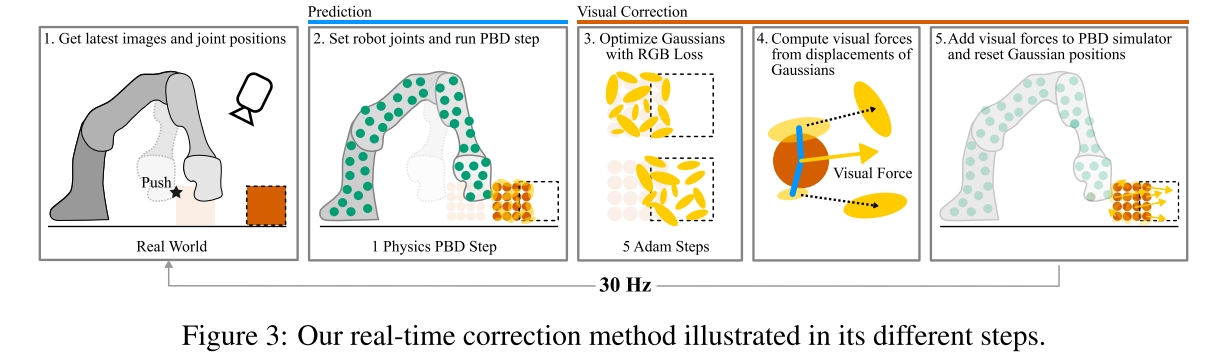 Prediction
Visual Correction
1. Get latest images and joint positions
Push
Real World
2. Set robot joints and run PBD step
1 Physics PBD Step
3. Optimize Gaussians
with RGB Loss
5 Adam Steps
4. Compute visual forces
from displacements of
Gaussians
Visual Force
5. Add visual forces to PBD simulator
and reset Gaussian positions
30 Hz
Figure 3: Our real-time correction method illustrated in its different steps.